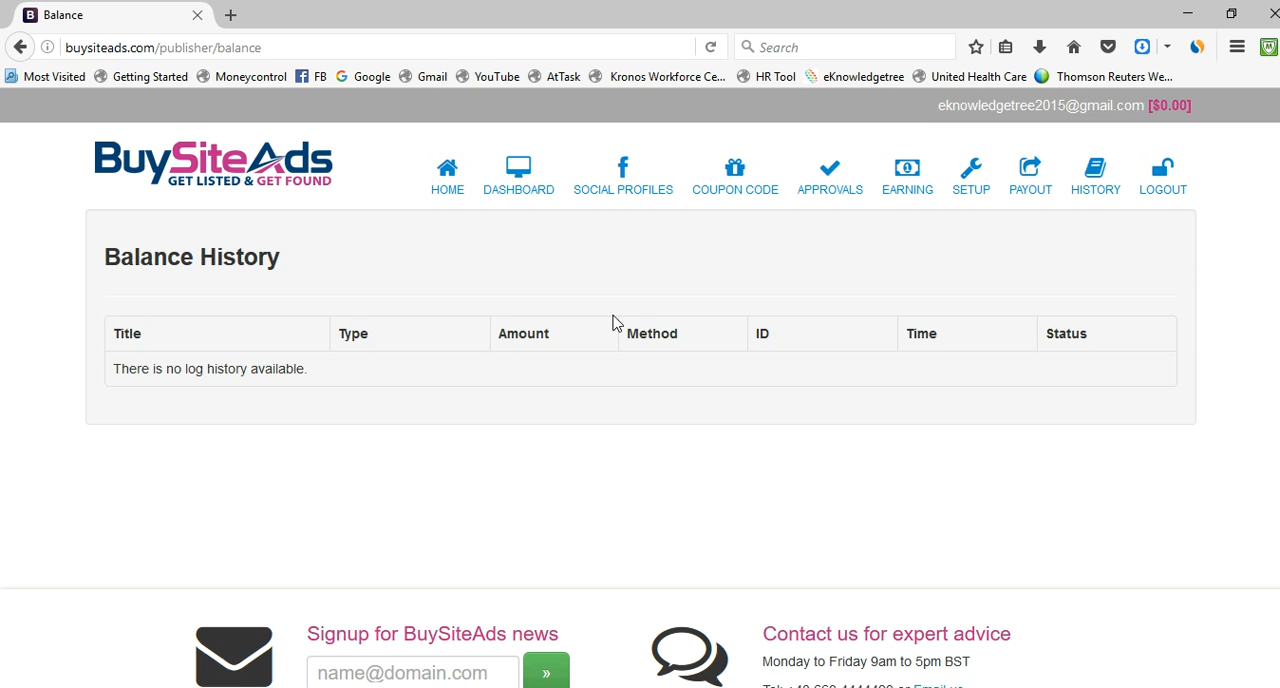 Balance
buysiteads.com/publisher/balance
Search
Most Visited Getting Started Moneycontrol FB Google Gmail YouTube AtTask Kronos Workforce Ce... HR Tool eKnowledgetree United Health Care Thomson Reuters We...
eknowledgetree2015@gmail.com [$0.00]
BuySiteAds
GET LISTED & GET FOUND
HOME DASHBOARD SOCIAL PROFILES COUPON CODE APPROVALS EARNING SETUP PAYOUT HISTORY LOGOUT
Balance History
Title Type Amount Method ID Time Status
There is no log history available.
Signup for BuySiteAds news
name@domain.com »
Contact us for expert advice
Monday to Friday 9am to 5pm BST